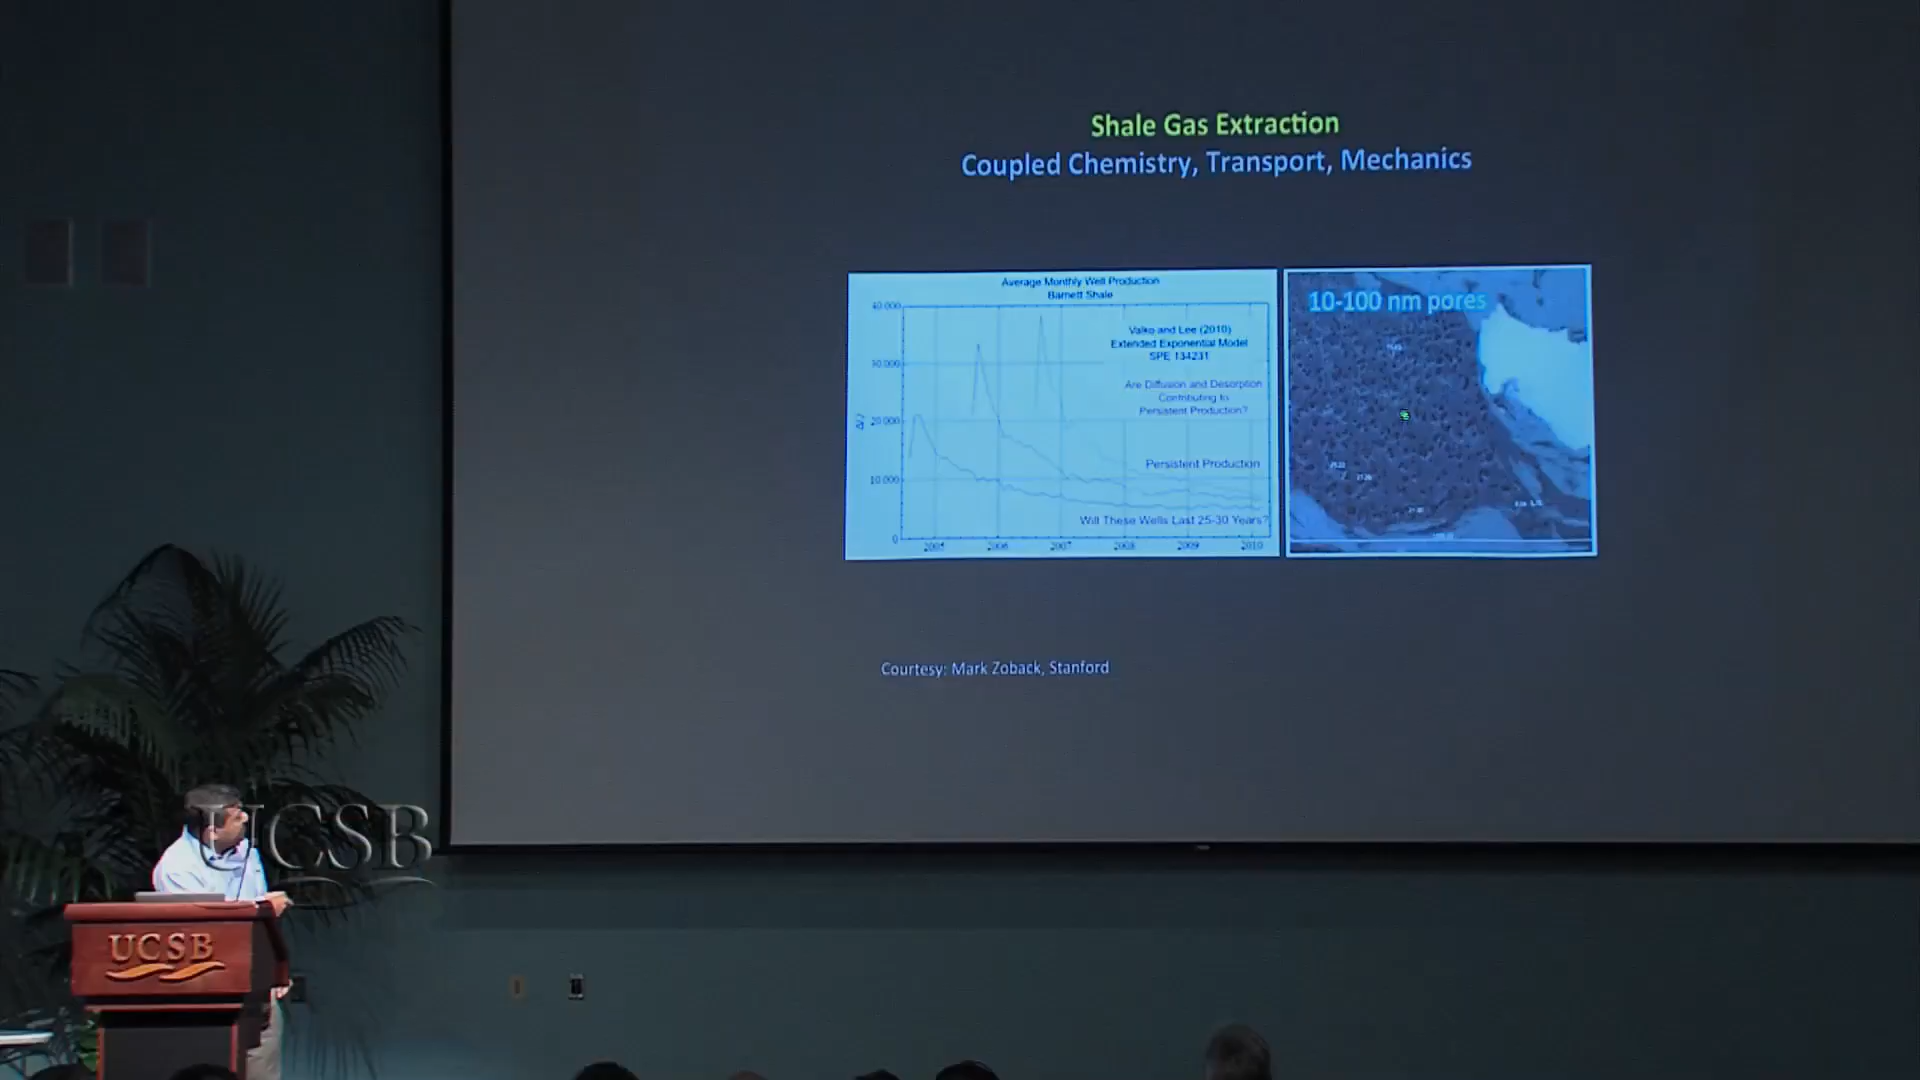 Shale Gas Extraction
Coupled Chemistry, Transport, Mechanics
Average Monthly Well Production
Barnett Shale
40 000
30 000
20 000
10 000
0
2005 2006 2007 2008 2009 2010
Valko and Lee (2010)
Extended Exponential Model
SPE 134231
Are Diffusion and Desorption
Contributing to
Persistent Production?
Persistent Production
Will These Wells Last 25-30 Years?
10-100 nm pores
Courtesy: Mark Zoback, Stanford
UCSB
UCSB